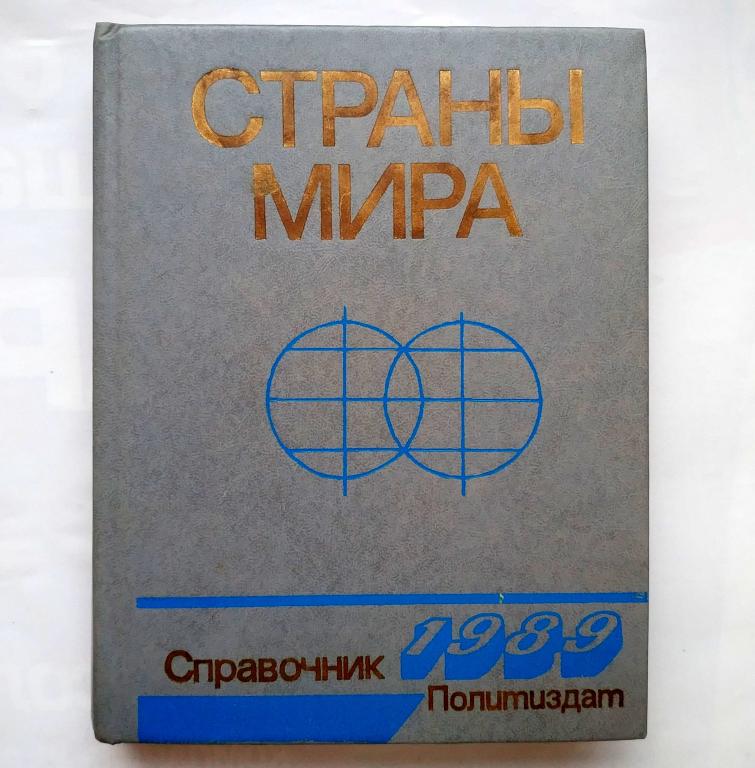 СТРАНЫ
МИРА
Справочник 1989
Политиздат